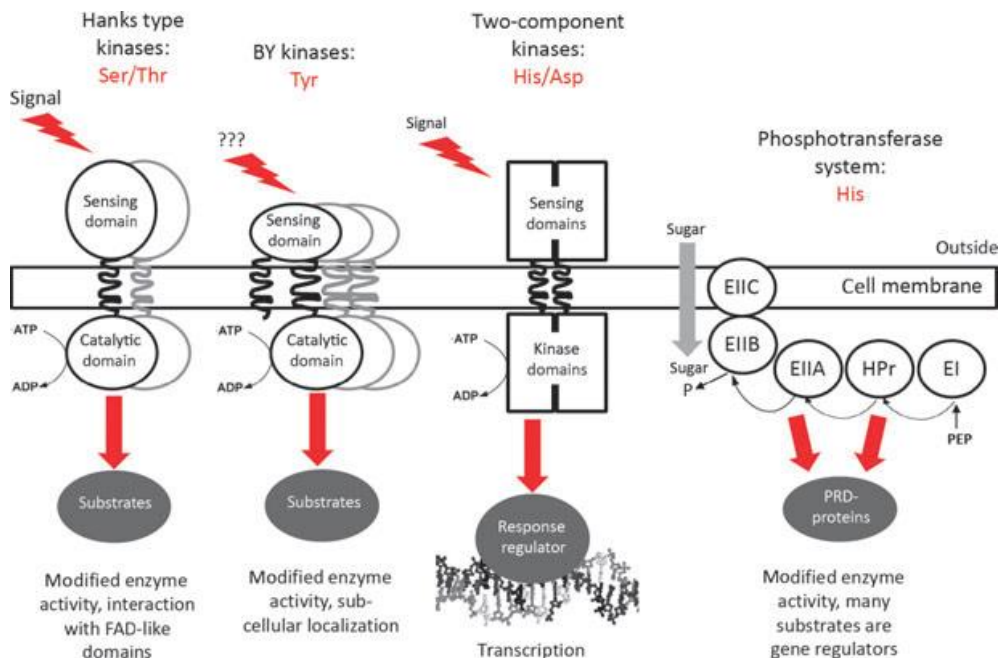 Hanks type
kinases:
Ser/Thr
Signal
Sensing
domain
ATP
ADP
Catalytic
domain
Substrates
Modified enzyme
activity, interaction
with FAD-like
domains
BY kinases:
Tyr
???
Sensing
domain
ATP
ADP
Catalytic
domain
Substrates
Modified enzyme
activity, sub-
cellular localization
Two-component
kinases:
His/Asp
Signal
Sensing
domains
ATP
ADP
Kinase
domains
Response
regulator
Transcription
Phosphotransferase
system:
His
Sugar
Outside
Cell membrane
EIIC
EIIB
EIIA
HPr
EI
Sugar
P
PEP
PRD-
proteins
Modified enzyme
activity, many
substrates are
gene regulators